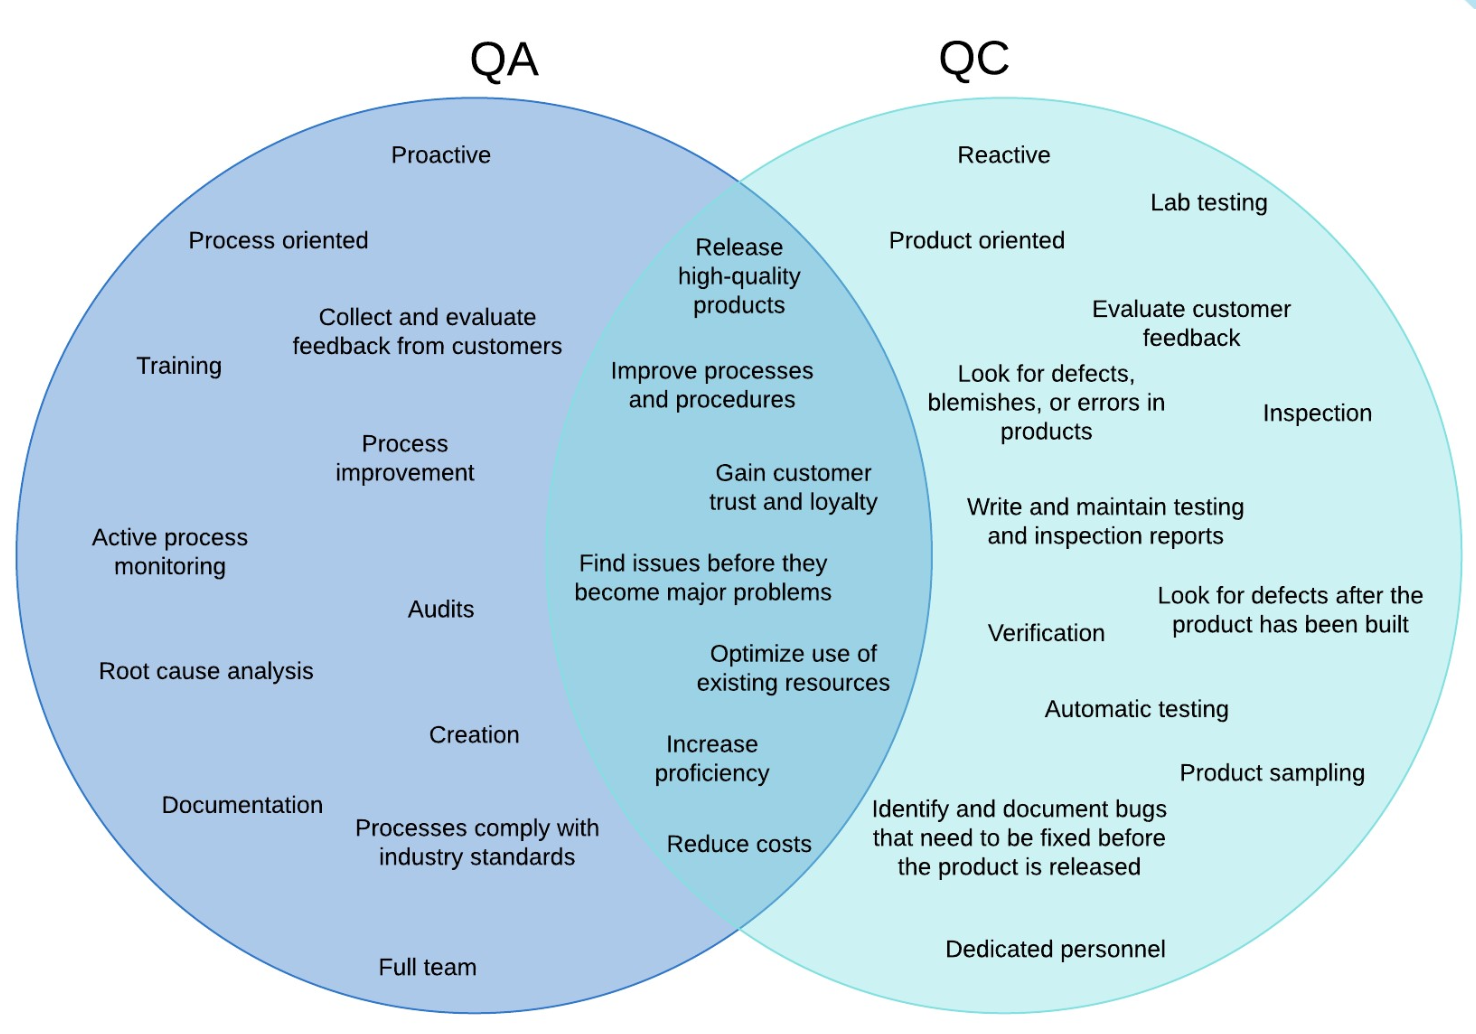 QA
QC
Proactive
Process oriented
Collect and evaluate
feedback from customers
Training
Process
improvement
Active process
monitoring
Audits
Root cause analysis
Creation
Documentation
Processes comply with
industry standards
Full team
Release
high-quality
products
Improve processes
and procedures
Gain customer
trust and loyalty
Find issues before they
become major problems
Optimize use of
existing resources
Increase
proficiency
Reduce costs
Reactive
Lab testing
Product oriented
Evaluate customer
feedback
Look for defects,
blemishes, or errors in
products
Inspection
Write and maintain testing
and inspection reports
Look for defects after the
product has been built
Verification
Automatic testing
Product sampling
Identify and document bugs
that need to be fixed before
the product is released
Dedicated personnel